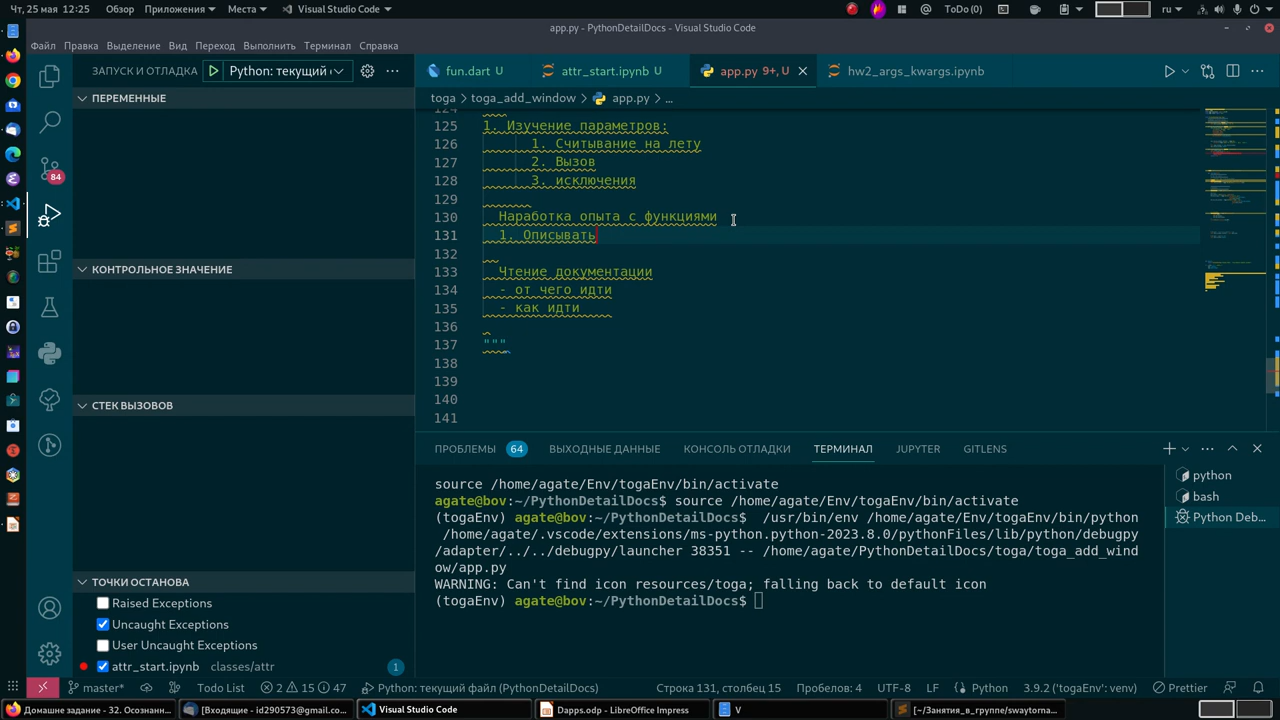 Чт, 25 мая 12:25 Обзор Приложения Места Visual Studio Code ToDo (0) ru
app.py - PythonDetailDocs - Visual Studio Code
Файл Правка Выделение Вид Переход Выполнить Терминал Справка
ЗАПУСК И ОТЛАДКА Python: текущий
fun.dart U attr_start.ipynb U app.py 9+, U hw2_args_kwargs.ipynb
toga > toga_add_window > app.py > ...
ПЕРЕМЕННЫЕ
КОНТРОЛЬНОЕ ЗНАЧЕНИЕ
СТЕК ВЫЗОВОВ
ТОЧКИ ОСТАНОВА
Raised Exceptions
Uncaught Exceptions
User Uncaught Exceptions
attr_start.ipynb classes/attr 1
84
124
125 1. Изучение параметров:
126 1. Считывание на лету
127 2. Вызов
128 3. исключения
129
130 Наработка опыта с функциями
131 1. Описывать
132
133 Чтение документации
134 - от чего идти
135 - как идти
136
137 """
138
139
140
141
ПРОБЛЕМЫ 64 ВЫХОДНЫЕ ДАННЫЕ КОНСОЛЬ ОТЛАДКИ ТЕРМИНАЛ JUPYTER GITLENS
source /home/agate/Env/togaEnv/bin/activate
agate@bov:~/PythonDetailDocs$ source /home/agate/Env/togaEnv/bin/activate
(togaEnv) agate@bov:~/PythonDetailDocs$  /usr/bin/env /home/agate/Env/togaEnv/bin/python
/home/agate/.vscode/extensions/ms-python.python-2023.8.0/pythonFiles/lib/python/debugpy
/adapter/../../debugpy/launcher 38351 -- /home/agate/PythonDetailDocs/toga/toga_add_wind
ow/app.py
WARNING: Can't find icon resources/toga; falling back to default icon
(togaEnv) agate@bov:~/PythonDetailDocs$
python
bash
Python Deb...
master* Todo List 2 15 47 Python: текущий файл (PythonDetailDocs) Строка 131, столбец 15 Пробелов: 4 UTF-8 LF Python 3.9.2 ('togaEnv': venv) Prettier
Домашне задание - 32. Осознанн... [Входящие - id290573@gmail.co... Visual Studio Code Dapps.odp - LibreOffice Impress V [~/Занятия_в_группе/swaytorna...